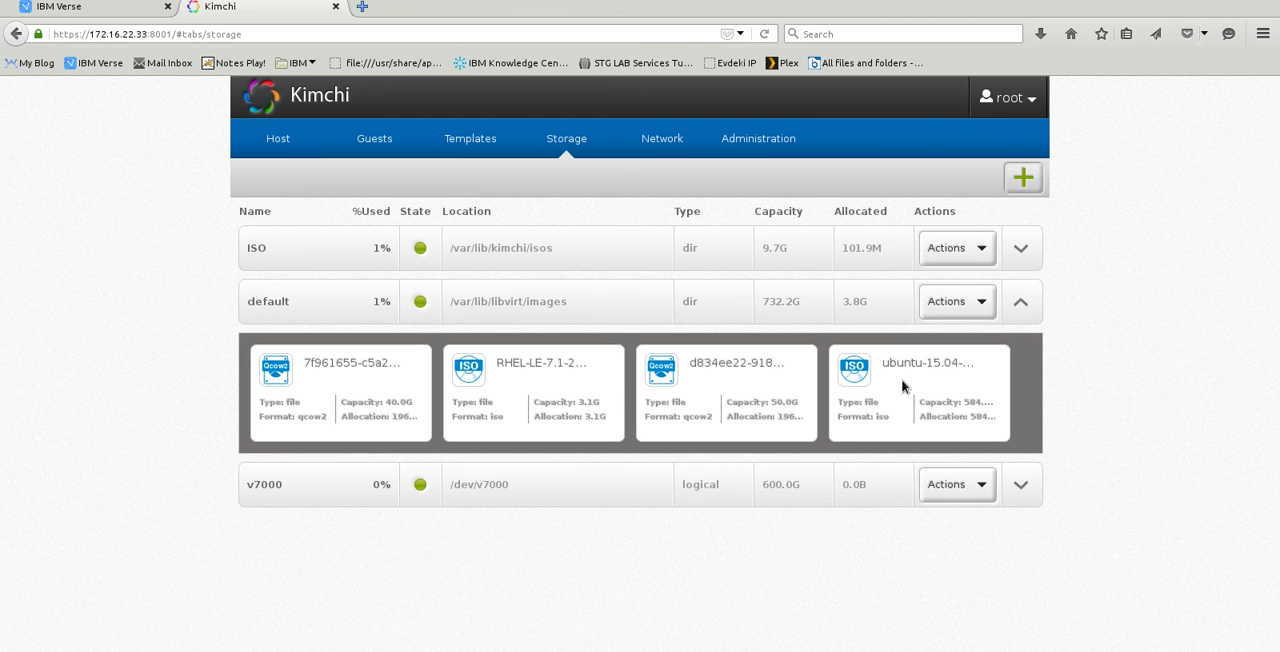 IBM Verse
Kimchi
https://172.16.22.33:8001/#tabs/storage
Search
My Blog IBM Verse Mail Inbox Notes Play! IBM file:///usr/share/ap... IBM Knowledge Cen... STG LAB Services Tu... Evdeki IP Plex All files and folders -...
Kimchi
root
Host Guests Templates Storage Network Administration
Name %Used State Location Type Capacity Allocated Actions
ISO 1% /var/lib/kimchi/isos dir 9.7G 101.9M Actions
default 1% /var/lib/libvirt/images dir 732.2G 3.8G Actions
Qcow2 7f961655-c5a2...
Type: file Capacity: 40.0G
Format: qcow2 Allocation: 196...
ISO RHEL-LE-7.1-2...
Type: file Capacity: 3.1G
Format: iso Allocation: 3.1G
Qcow2 d834ee22-918...
Type: file Capacity: 50.0G
Format: qcow2 Allocation: 196...
ISO ubuntu-15.04-...
Type: file Capacity: 584....
Format: iso Allocation: 584...
v7000 0% /dev/v7000 logical 600.0G 0.0B Actions